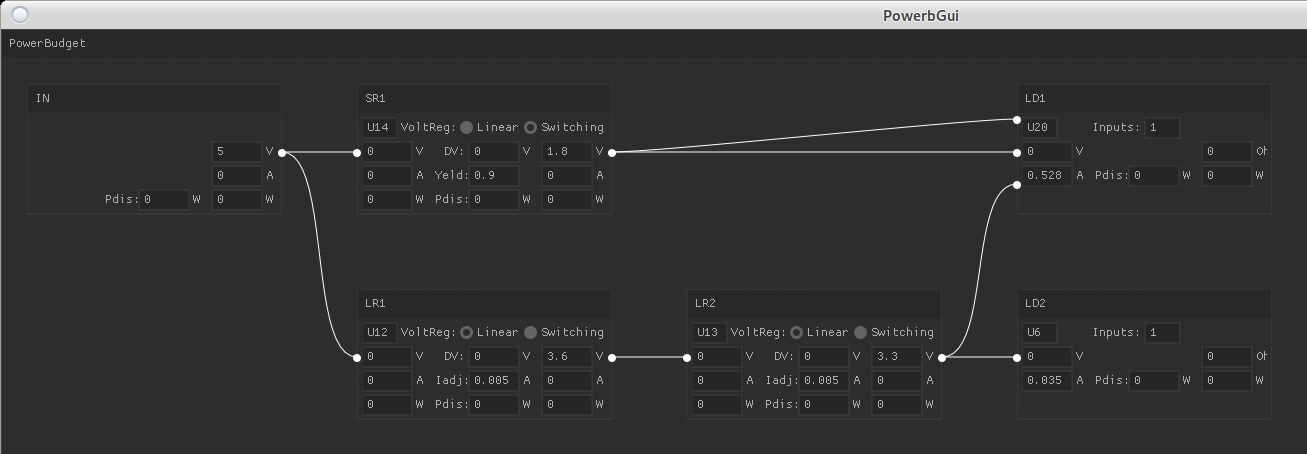 PowerbGui
PowerBudget
IN
5 V
0 A
Pdis: 0 W 0 W
SR1
U14 VoltReg: Linear Switching
0 V DV: 0 V 1.8 V
0 A Yeld: 0.9 0 A
0 W Pdis: 0 W 0 W
LD1
U20 Inputs: 1
0 V 0 Oh
0.528 A Pdis: 0 W 0 W
LR1
U12 VoltReg: Linear Switching
0 V DV: 0 V 3.6 V
0 A Iadj: 0.005 A 0 A
0 W Pdis: 0 W 0 W
LR2
U13 VoltReg: Linear Switching
0 V DV: 0 V 3.3 V
0 A Iadj: 0.005 A 0 A
0 W Pdis: 0 W 0 W
LD2
U6 Inputs: 1
0 V 0 Oh
0.035 A Pdis: 0 W 0 W